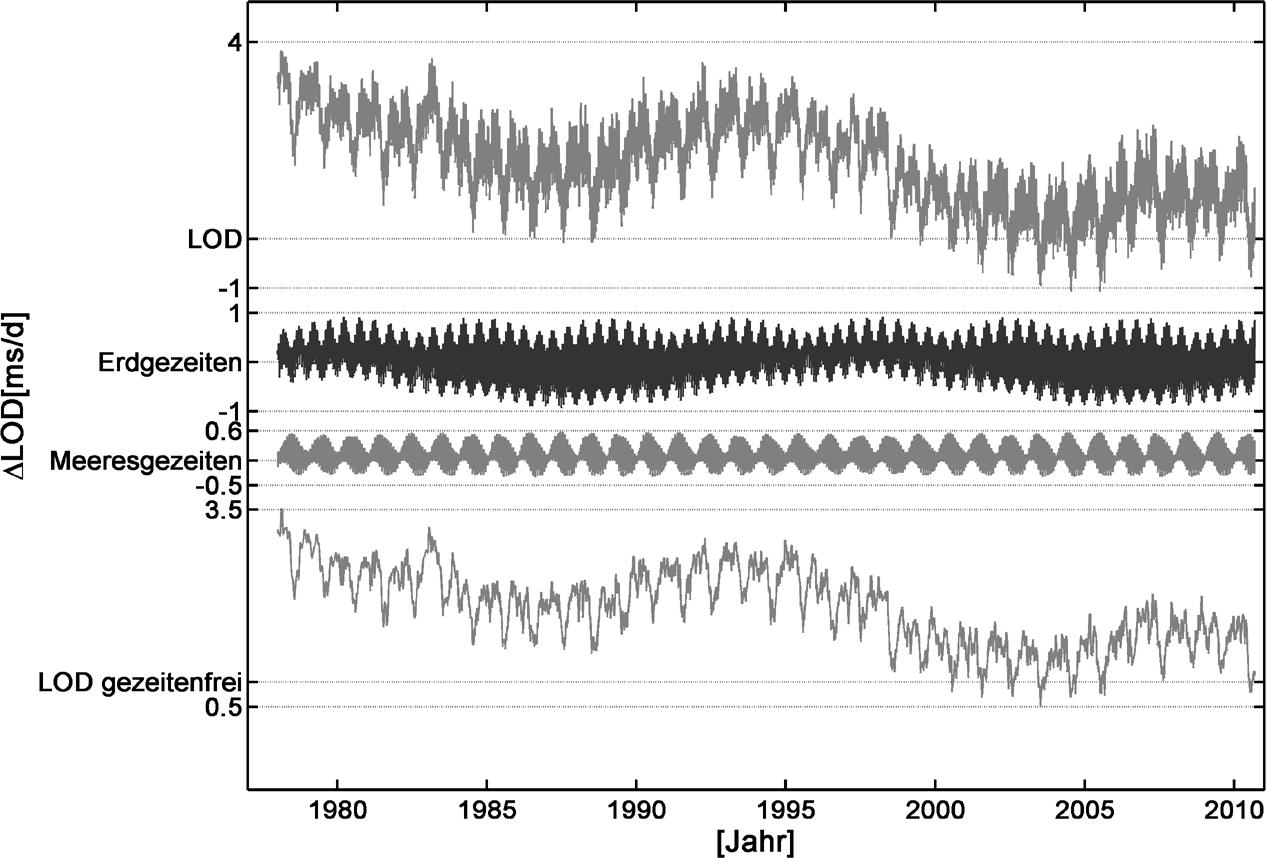 4
LOD
-1
1
Erdgezeiten
-1
0.6
Meeresgezeiten
-0.5
3.5
LOD gezeitenfrei
0.5
ΔLOD[ms/d]
1980 1985 1990 1995 2000 2005 2010
[Jahr]